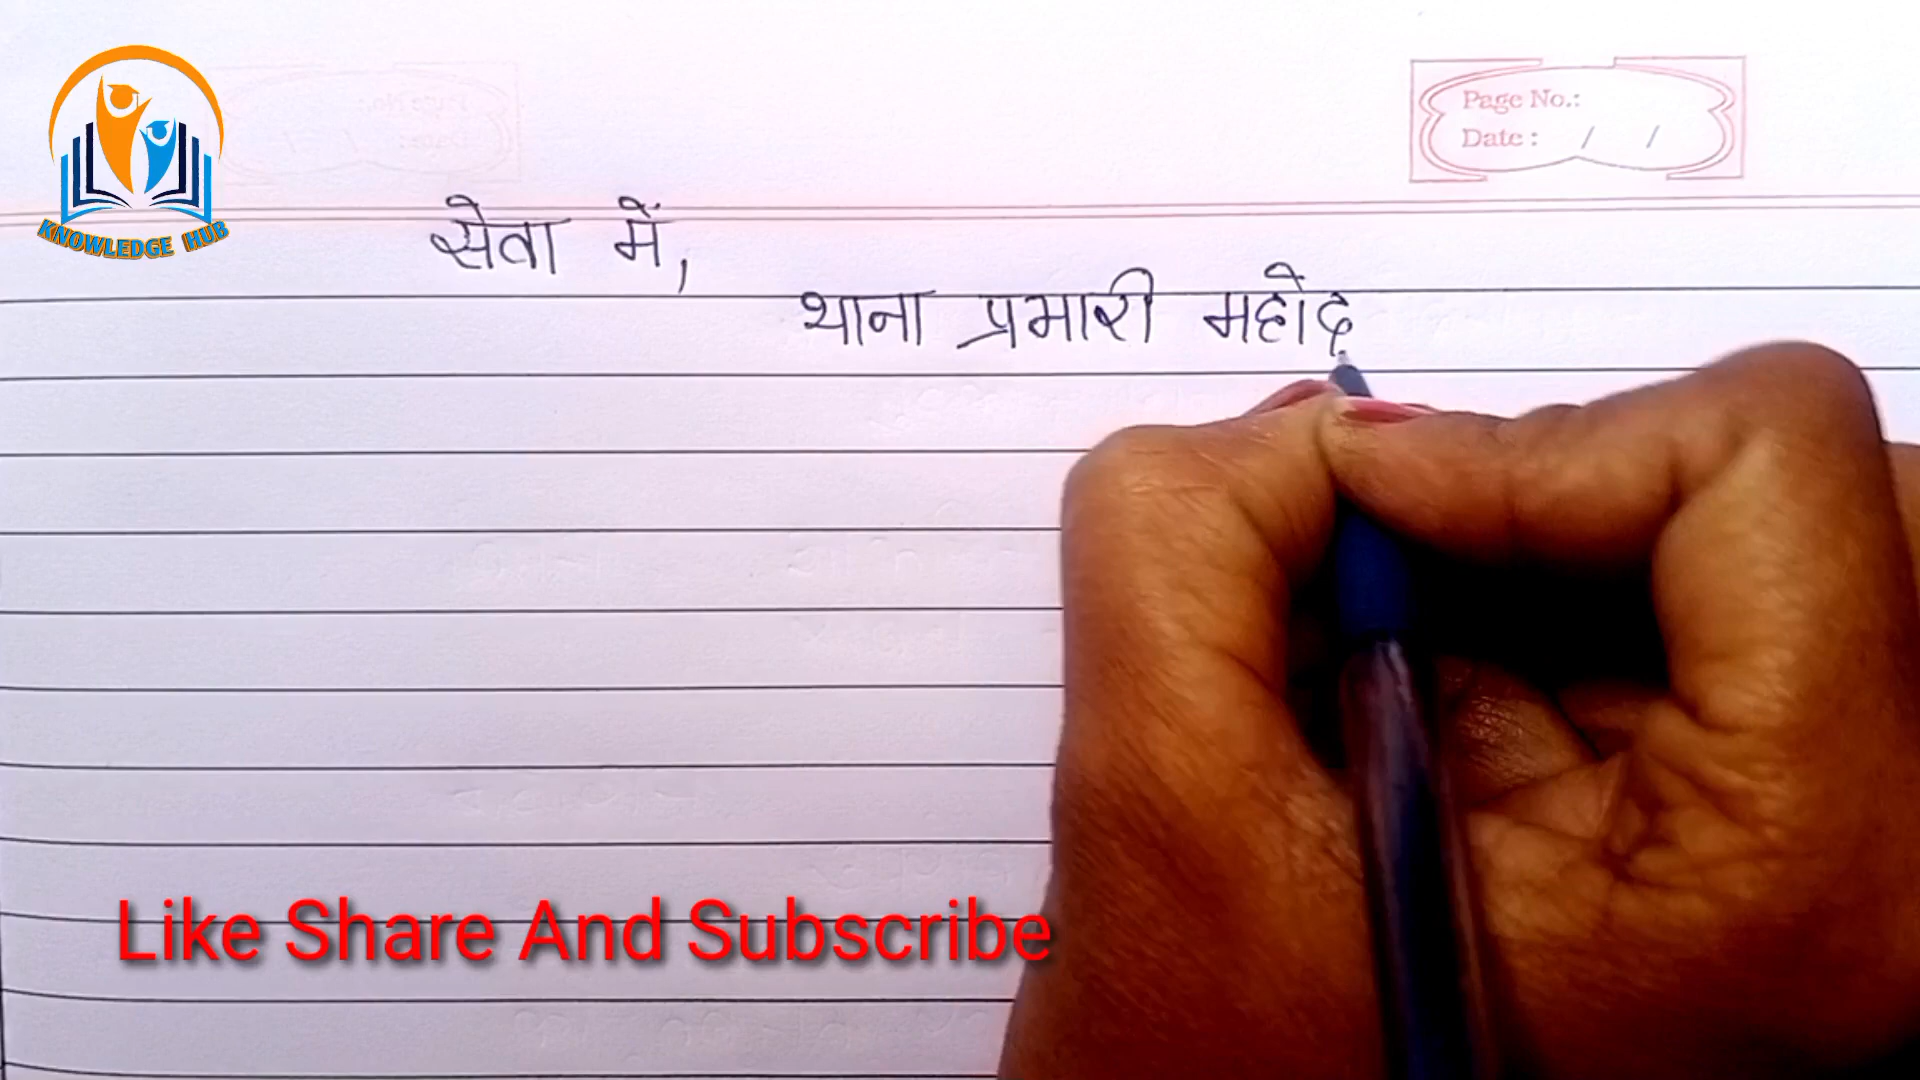 Page No.:
Date : / /
KNOWLEDGE HUB
सेवा में,
थाना प्रभारी महोद
Like Share And Subscribe